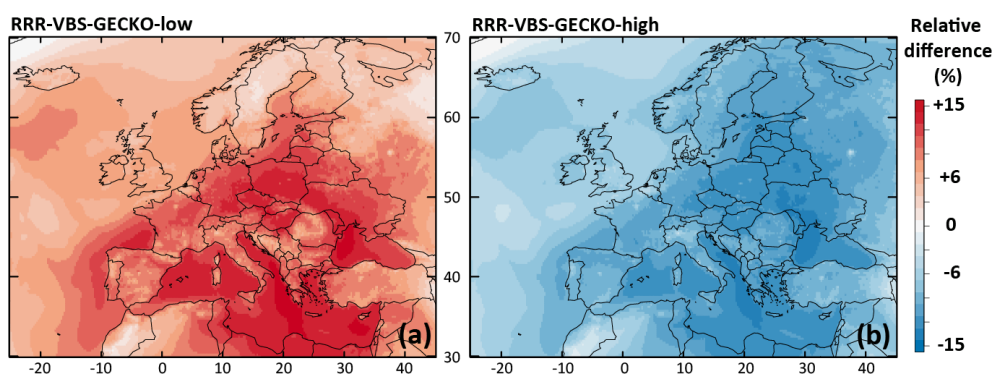 RRR-VBS-GECKO-low
RRR-VBS-GECKO-high
Relative
difference
(%)
+15
+6
0
-6
-15
70
60
50
40
30
(a)
(b)
-20 -10 0 10 20 30 40
-20 -10 0 10 20 30 40